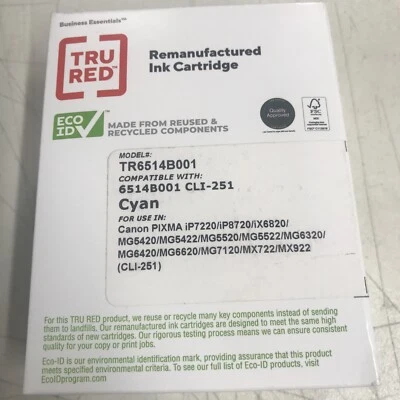 Business Essentials™
TRU
RED™
Remanufactured
Ink Cartridge
ECO
ID
MADE FROM REUSED &
RECYCLED COMPONENTS
Quality
Approved
FSC
MODEL#:
TR6514B001
COMPATIBLE WITH:
6514B001 CLI-251
Cyan
FOR USE IN:
Canon PIXMA iP7220/iP8720/iX6820/
MG5420/MG5422/MG5520/MG5522/MG6320/
MG6420/MG6620/MG7120/MX722/MX922
(CLI-251)
For this TRU RED product, we reuse or recycle many key components instead of sending
them to landfills. Our remanufactured ink cartridges are designed to meet the same high
standards of new cartridges. Our rigorous testing process means we can ensure consistent
quality for your copy or print jobs.
Eco-ID is our environmental identification mark, providing assurance that this product
meets specified environmental criteria. To see our full list of Eco-ID products, visit
EcoIDprogram.com/